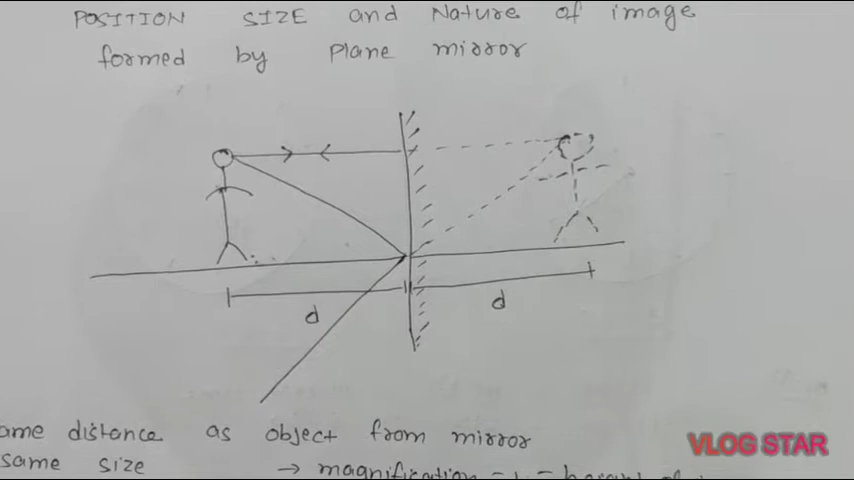 POSITION SIZE and Nature of image
formed by Plane mirror
d
d
ame distance as object from mirror
same size → magnification =
VLOG STAR